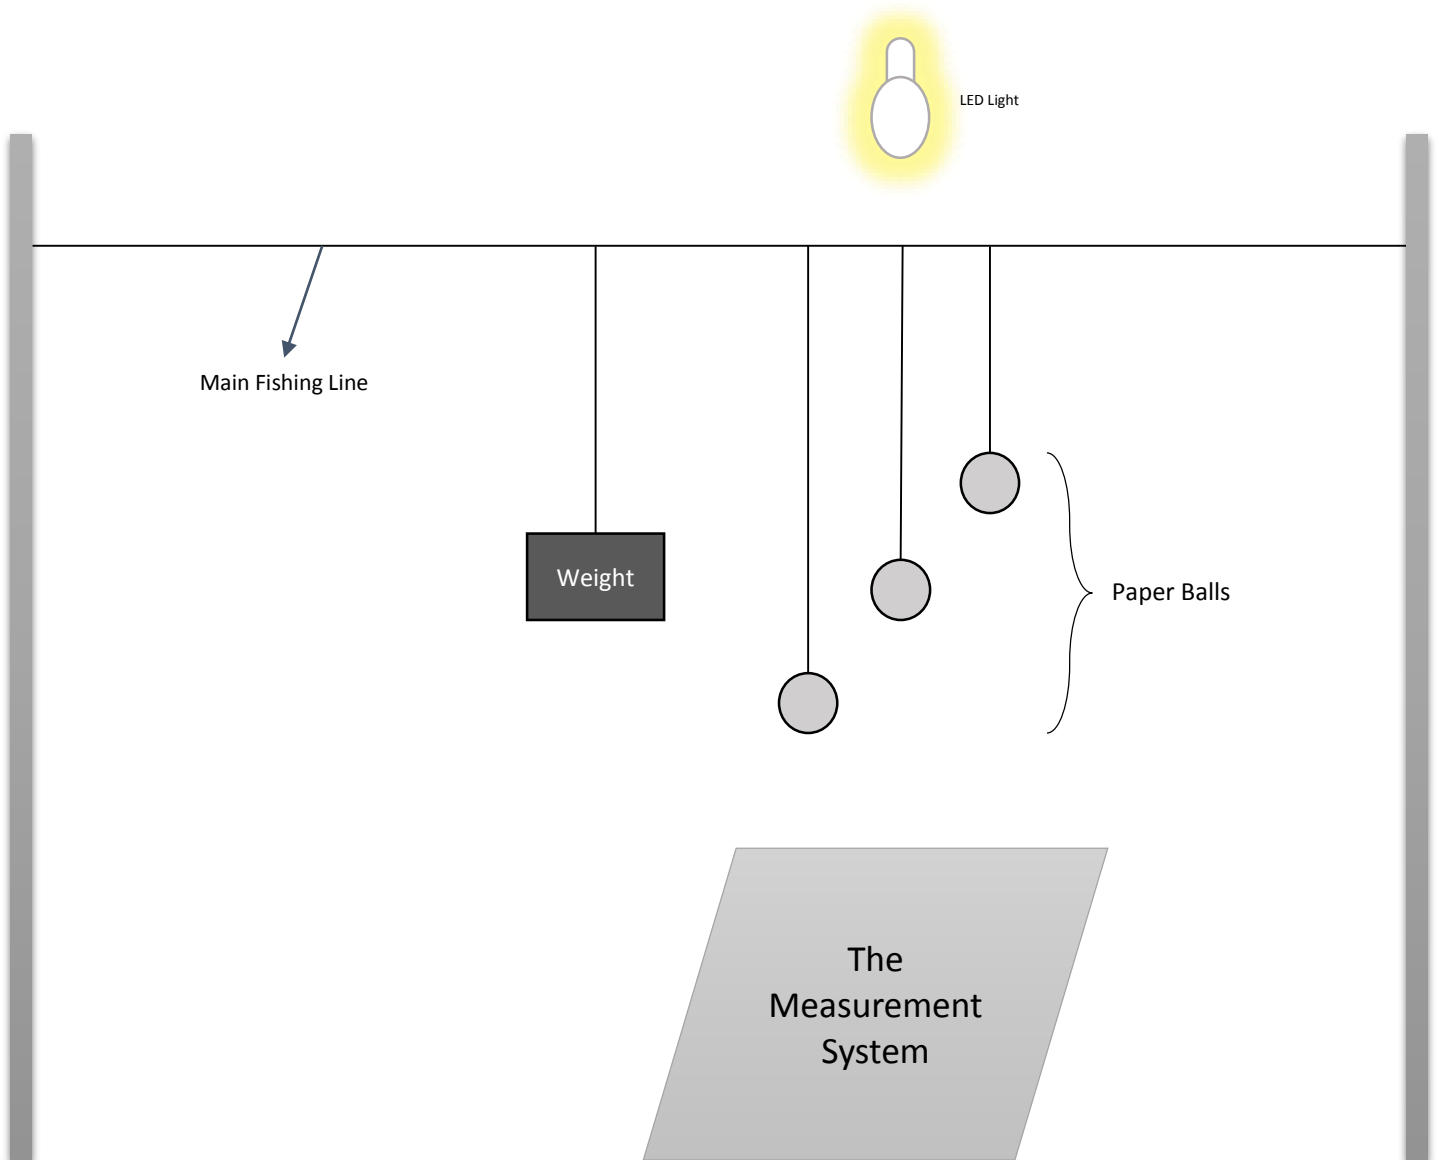 LED Light
Main Fishing Line
Weight
Paper Balls
The
Measurement
System